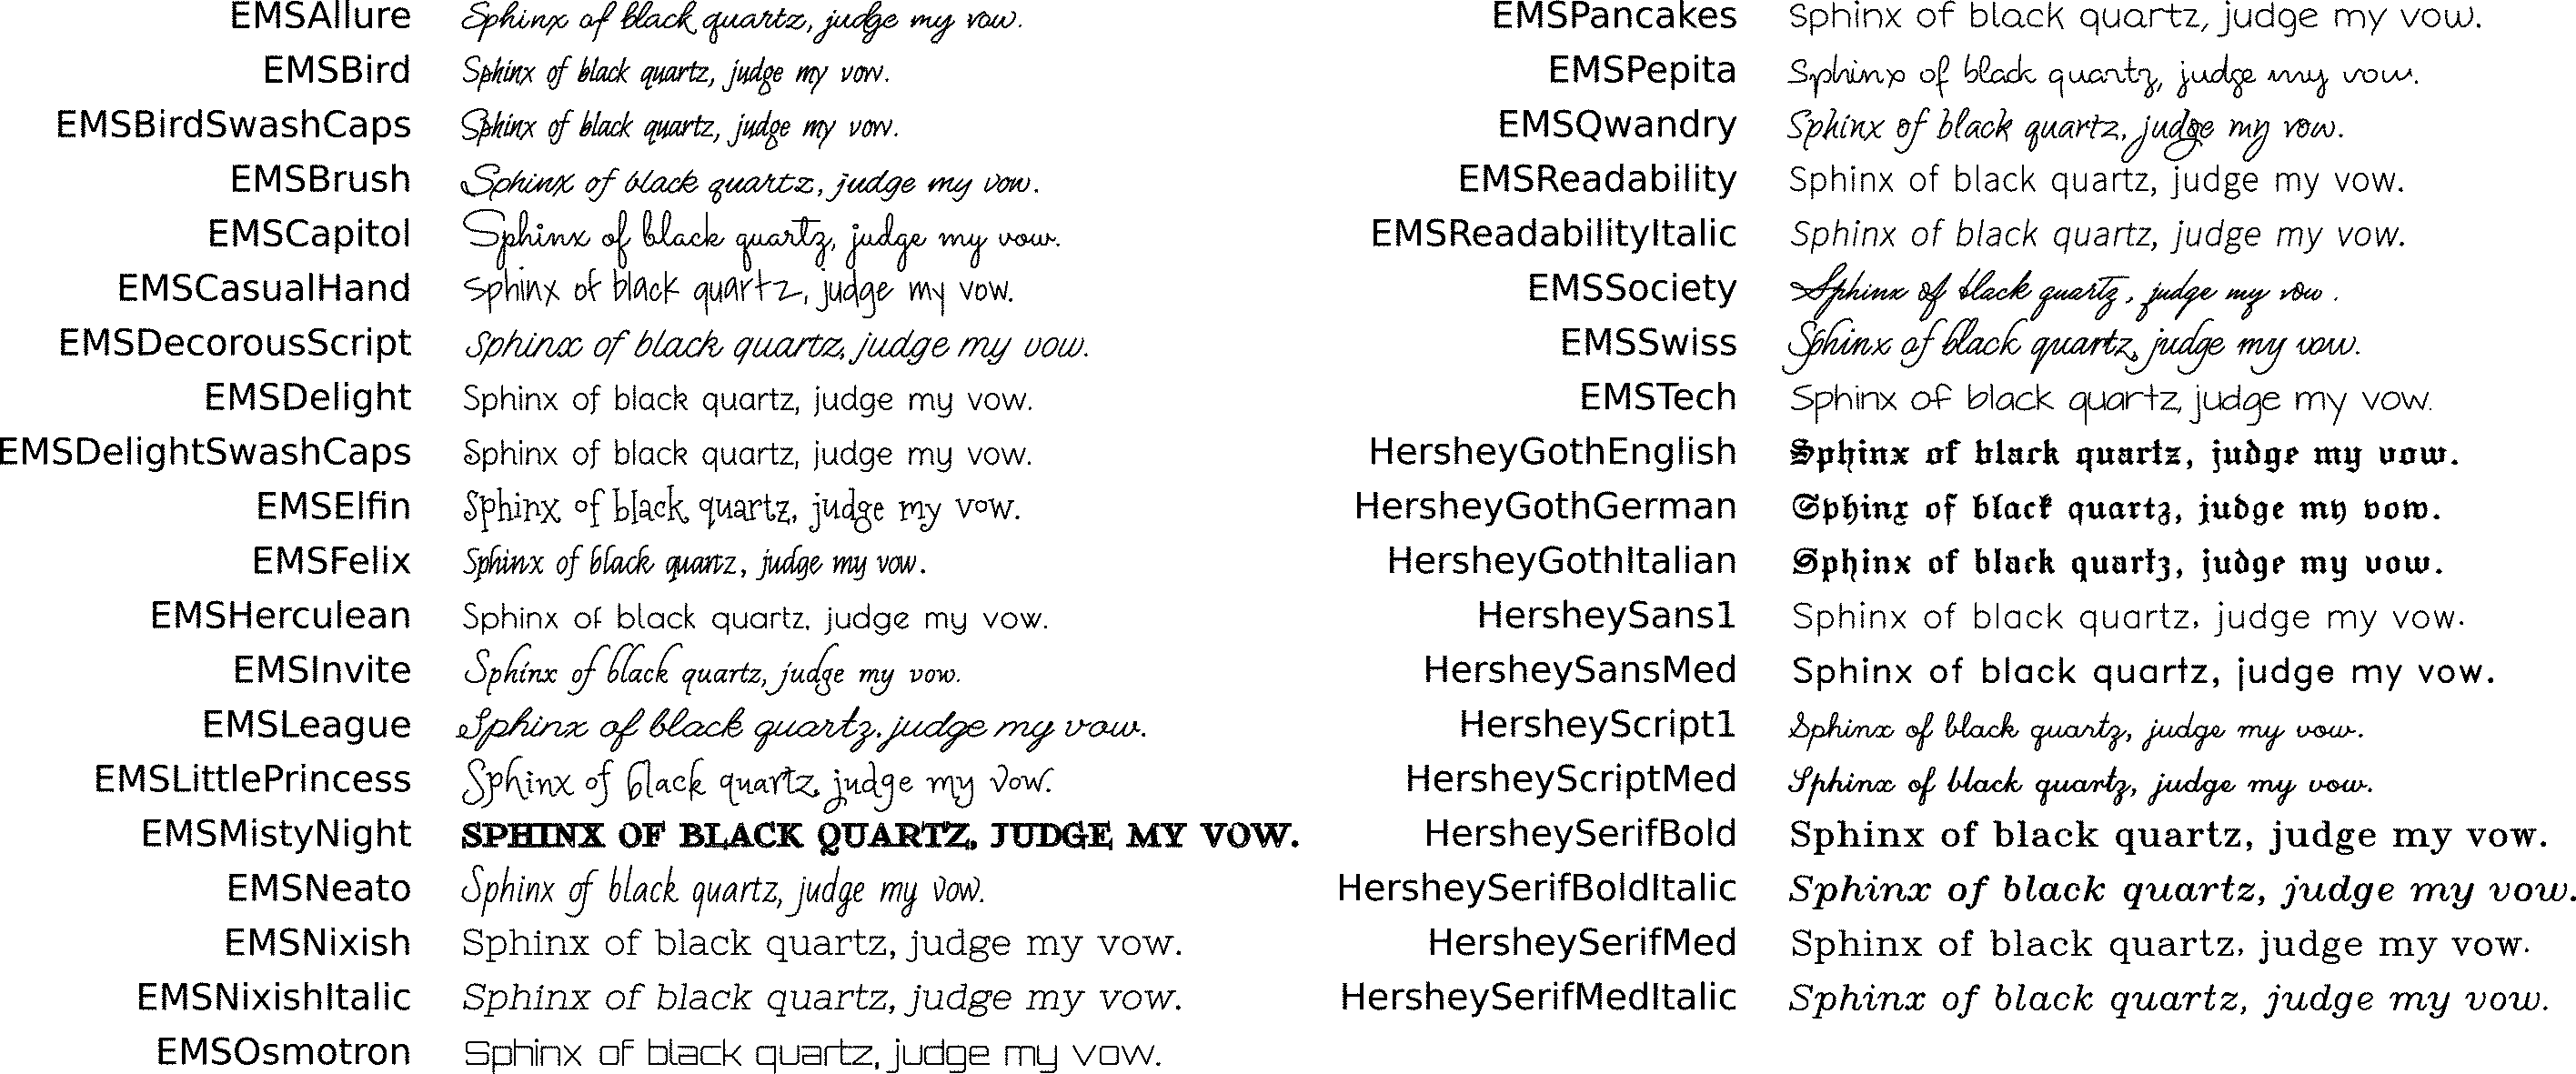 EMSAllure Sphinx of black quartz, judge my vow.
EMSBird Sphinx of black quartz, judge my vow.
EMSBirdSwashCaps Sphinx of black quartz, judge my vow.
EMSBrush Sphinx of black quartz, judge my vow.
EMSCapitol Sphinx of black quartz, judge my vow.
EMSCasualHand Sphinx of black quartz, judge my vow.
EMSDecorousScript Sphinx of black quartz, judge my vow.
EMSDelight Sphinx of black quartz, judge my vow.
EMSDelightSwashCaps Sphinx of black quartz, judge my vow.
EMSElfin Sphinx of black quartz, judge my vow.
EMSFelix Sphinx of black quartz, judge my vow.
EMSHerculean Sphinx of black quartz, judge my vow.
EMSInvite Sphinx of black quartz, judge my vow.
EMSLeague Sphinx of black quartz, judge my vow.
EMSLittlePrincess Sphinx of black quartz, judge my vow.
EMSMistyNight SPHINX OF BLACK QUARTZ, JUDGE MY VOW.
EMSNeato Sphinx of black quartz, judge my vow.
EMSNixish Sphinx of black quartz, judge my vow.
EMSNixishItalic Sphinx of black quartz, judge my vow.
EMSOsmotron Sphinx of black quartz, judge my vow.
EMSPancakes Sphinx of black quartz, judge my vow.
EMSPepita Sphinx of black quartz, judge my vow.
EMSQwandry Sphinx of black quartz, judge my vow.
EMSReadability Sphinx of black quartz, judge my vow.
EMSReadabilityItalic Sphinx of black quartz, judge my vow.
EMSSociety Sphinx of black quartz, judge my vow.
EMSSwiss Sphinx of black quartz, judge my vow.
EMSTech Sphinx of black quartz, judge my vow.
HersheyGothEnglish Sphinx of black quartz, judge my vow.
HersheyGothGerman Sphinx of black quartz, judge my vow.
HersheyGothItalian Sphinx of black quartz, judge my vow.
HersheySans1 Sphinx of black quartz, judge my vow.
HersheySansMed Sphinx of black quartz, judge my vow.
HersheyScript1 Sphinx of black quartz, judge my vow.
HersheyScriptMed Sphinx of black quartz, judge my vow.
HersheySerifBold Sphinx of black quartz, judge my vow.
HersheySerifBoldItalic Sphinx of black quartz, judge my vow.
HersheySerifMed Sphinx of black quartz, judge my vow.
HersheySerifMedItalic Sphinx of black quartz, judge my vow.